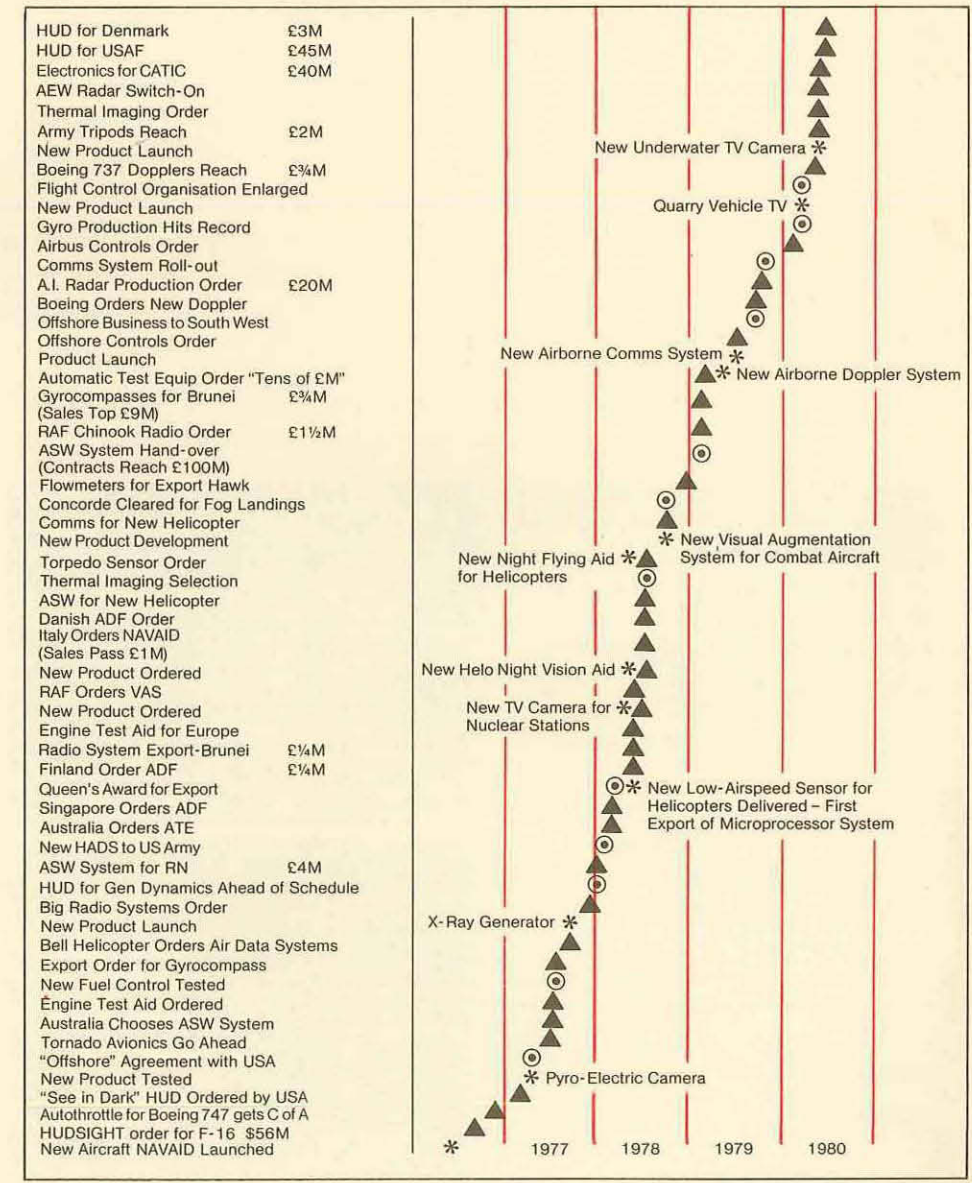 HUD for Denmark £3M
HUD for USAF £45M
Electronics for CATIC £40M
AEW Radar Switch-On
Thermal Imaging Order
Army Tripods Reach £2M
New Product Launch New Underwater TV Camera
Boeing 737 Dopplers Reach £¾M
Flight Control Organisation Enlarged
New Product Launch Quarry Vehicle TV
Gyro Production Hits Record
Airbus Controls Order
Comms System Roll-out
A.I. Radar Production Order £20M
Boeing Orders New Doppler
Offshore Business to South West
Offshore Controls Order
Product Launch New Airborne Comms System
Automatic Test Equip Order "Tens of £M" New Airborne Doppler System
Gyrocompasses for Brunei £¾M
(Sales Top £9M)
RAF Chinook Radio Order £1½M
ASW System Hand-over
(Contracts Reach £100M)
Flowmeters for Export Hawk
Concorde Cleared for Fog Landings
Comms for New Helicopter
New Product Development New Visual Augmentation
System for Combat Aircraft
Torpedo Sensor Order New Night Flying Aid
Thermal Imaging Selection for Helicopters
ASW for New Helicopter
Danish ADF Order
Italy Orders NAVAID
(Sales Pass £1M)
New Product Ordered New Helo Night Vision Aid
RAF Orders VAS
New Product Ordered New TV Camera for
Engine Test Aid for Europe Nuclear Stations
Radio System Export-Brunei £¼M
Finland Order ADF £¼M
Queen's Award for Export New Low-Airspeed Sensor for
Singapore Orders ADF Helicopters Delivered – First
Australia Orders ATE Export of Microprocessor System
New HADS to US Army
ASW System for RN £4M
HUD for Gen Dynamics Ahead of Schedule
Big Radio Systems Order
New Product Launch X-Ray Generator
Bell Helicopter Orders Air Data Systems
Export Order for Gyrocompass
New Fuel Control Tested
Engine Test Aid Ordered
Australia Chooses ASW System
Tornado Avionics Go Ahead
"Offshore" Agreement with USA
New Product Tested Pyro-Electric Camera
"See in Dark" HUD Ordered by USA
Autothrottle for Boeing 747 gets C of A
HUDSIGHT order for F-16 $56M
New Aircraft NAVAID Launched 1977 1978 1979 1980